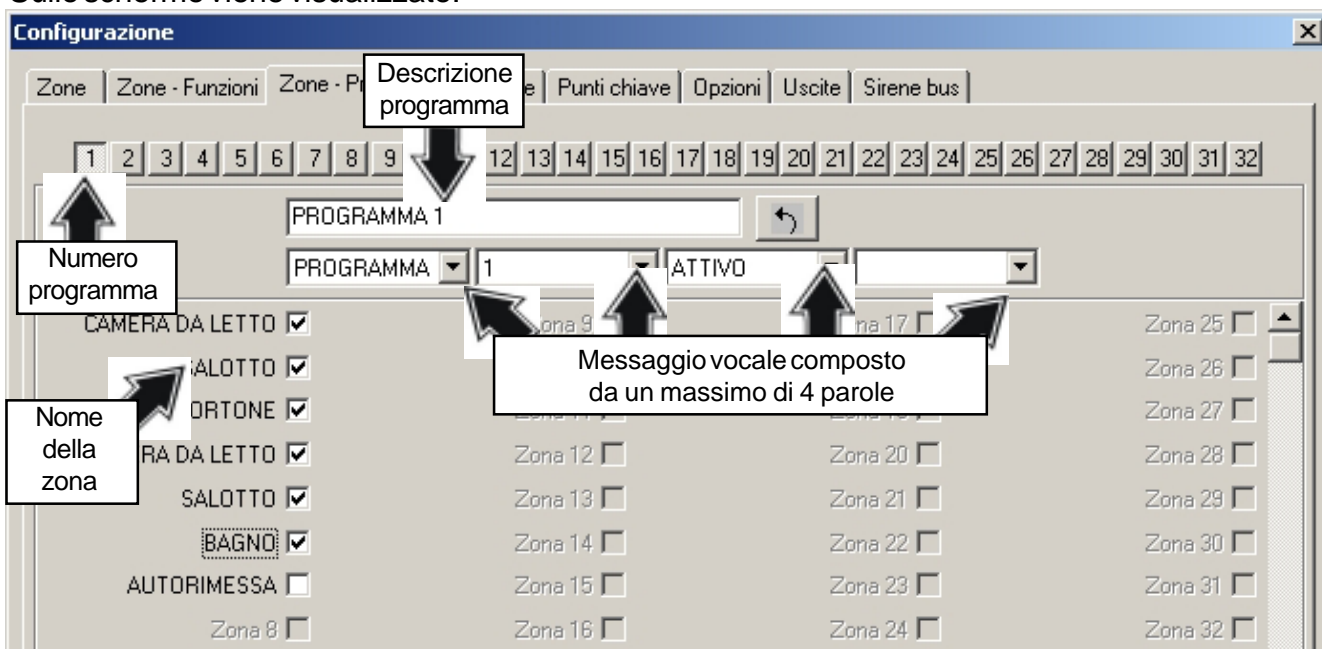 Configurazione
Descrizione
programma
Zone Zone - Funzioni Zone - Punti chiave Opzioni Uscite Sirene bus
1 2 3 4 5 6 7 8 9 12 13 14 15 16 17 18 19 20 21 22 23 24 25 26 27 28 29 30 31 32
PROGRAMMA 1
Numero
programma
PROGRAMMA 1 ATTIVO
CAMERA DA LETTO Zona 25
Messaggio vocale composto
da un massimo di 4 parole
Zona 26
Nome
della
zona
Zona 27
DA LETTO Zona 12 Zona 20 Zona 28
SALOTTO Zona 13 Zona 21 Zona 29
BAGNO Zona 14 Zona 22 Zona 30
AUTORIMESSA Zona 15 Zona 23 Zona 31
Zona 8 Zona 16 Zona 24 Zona 32